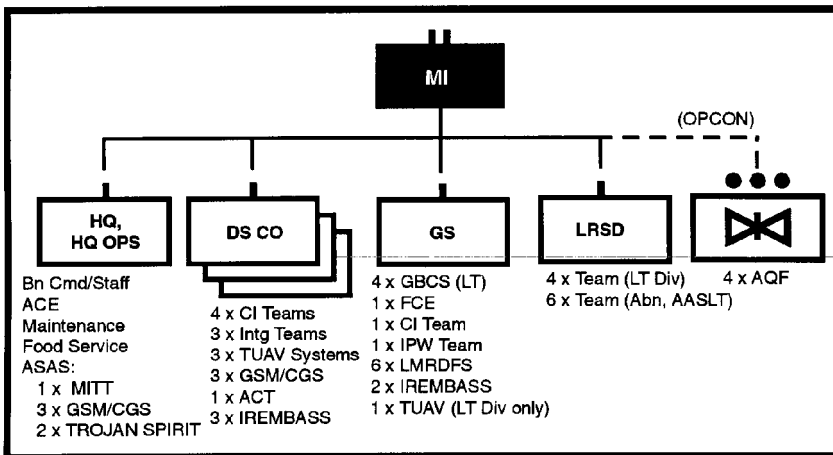 MI
(OPCON)
HQ,
HQ OPS
DS CO
GS
LRSD
Bn Cmd/Staff
ACE
Maintenance
Food Service
ASAS:
1 x MITT
3 x GSM/CGS
2 x TROJAN SPIRIT
4 x CI Teams
3 x Intg Teams
3 x TUAV Systems
3 x GSM/CGS
1 x ACT
3 x IREMBASS
4 x GBCS (LT)
1 x FCE
1 x CI Team
1 x IPW Team
6 x LMRDFS
2 x IREMBASS
1 x TUAV (LT Div only)
4 x Team (LT Div)
6 x Team (Abn, AASLT)
4 x AQF